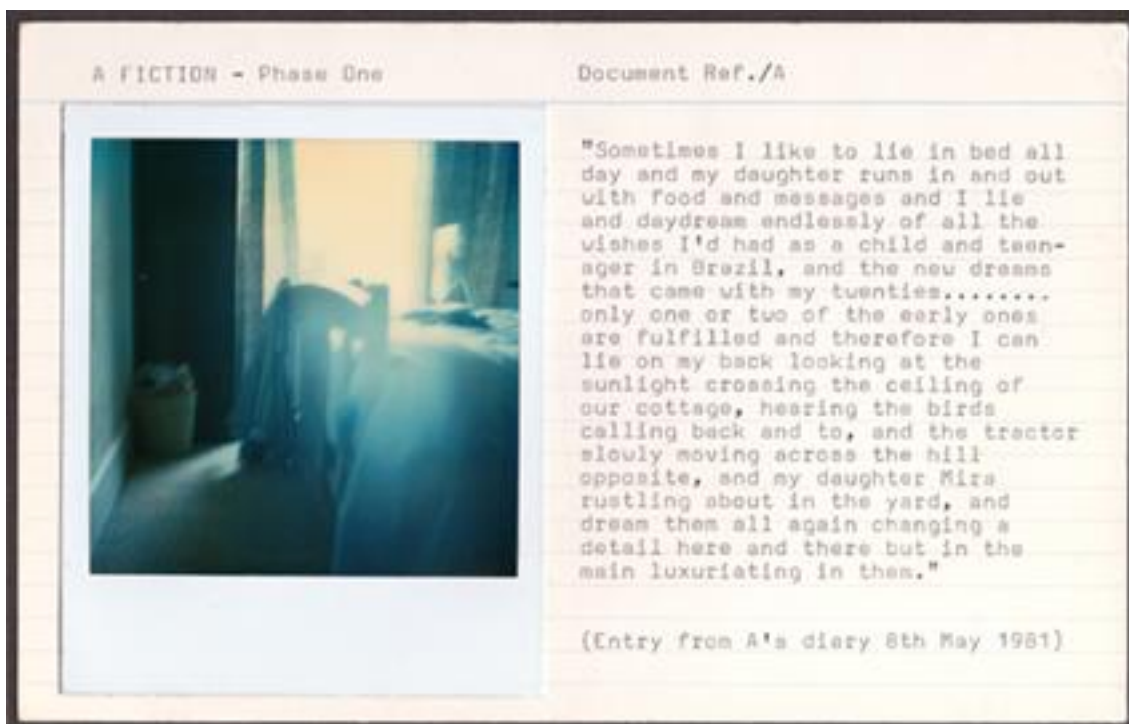 A FICTION - Phase One
Document Ref./A
"Sometimes I like to lie in bed all
day and my daughter runs in and out
with food and messages and I lie
and daydream endlessly of all the
wishes I'd had as a child and teen-
ager in Brazil, and the new dreams
that came with my twenties........
only one or two of the early ones
are fulfilled and therefore I can
lie on my back looking at the
sunlight crossing the ceiling of
our cottage, hearing the birds
calling back and to, and the tractor
slowly moving across the hill
opposite, and my daughter Mira
rustling about in the yard, and
dream them all again changing a
detail here and there but in the
main luxuriating in them."
(Entry from A's diary 8th May 1981)